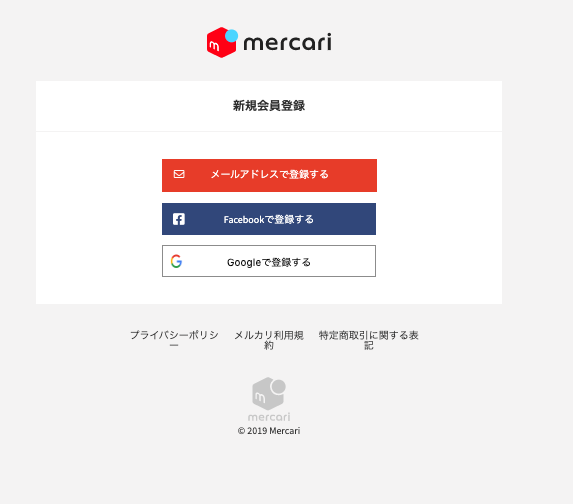 mercari
新規会員登録
メールアドレスで登録する
Facebookで登録する
Googleで登録する
プライバシーポリシ
ー
メルカリ利用規
約
特定商取引に関する表
記
mercari
© 2019 Mercari